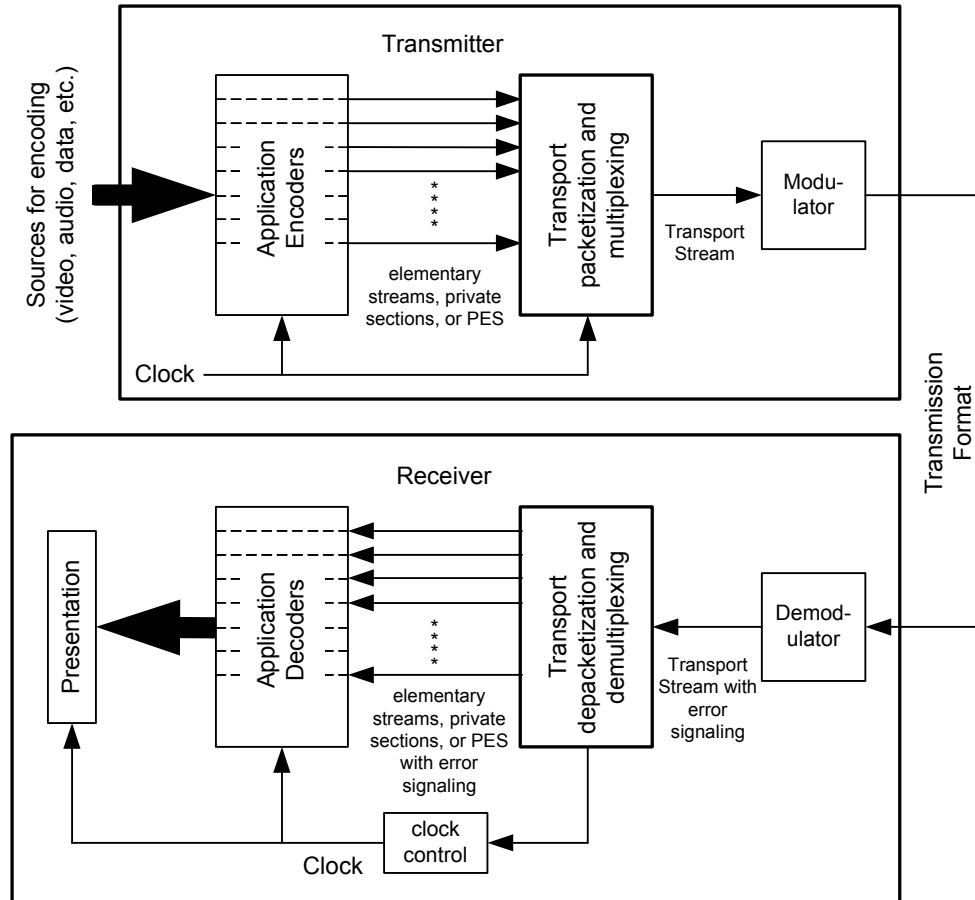 Transmitter
Sources for encoding
(video, audio, data, etc.)
Application
Encoders
* * * *
elementary
streams, private
sections, or PES
Transport
packetization and
multiplexing
Transport
Stream
Modu-
lator
Clock
Transmission
Format
Receiver
Presentation
Application
Decoders
* * * *
elementary
streams, private
sections, or PES
with error
signaling
Transport
depacketization and
demultiplexing
Transport
Stream with
error
signaling
Demod-
ulator
clock
control
Clock